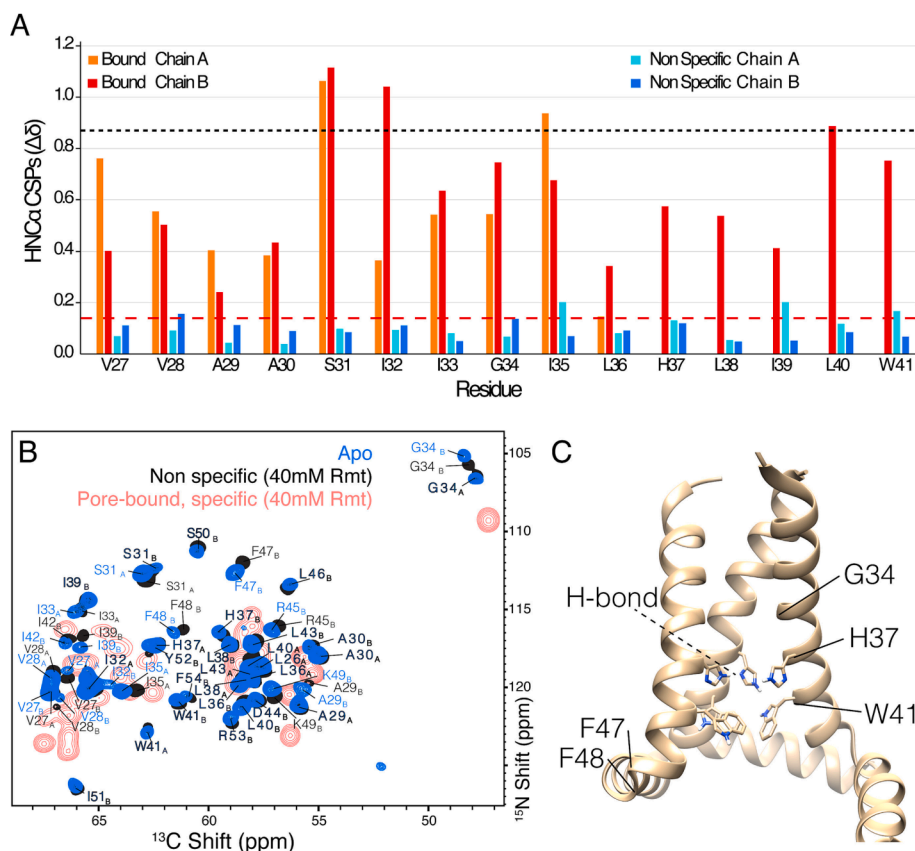 A
HNCα CSPs (Δδ)
1.2
1.0
0.8
0.6
0.4
0.2
0.0
Bound Chain A
Bound Chain B
Non Specific Chain A
Non Specific Chain B
V27 V28 A29 A30 S31 I32 I33 G34 I35 L36 H37 L38 I39 L40 W41
Residue
B
Apo
Non specific (40mM Rmt)
Pore-bound, specific (40mM Rmt)
G34B
G34B
G34A
S50B
S31B
F47B
S31A
S31A
F47B
L46B
I39B
I33A
I33A
F48B
F48B
H37B
R45B
R45B
I42B
I42B
I39B
I39B
H37A
L43B
A30B
V28A
V28A
V27
Y52B
L38B
L40A
A30A
I32A
I32B
I35A
I35A
F54B
L43
L26A
L36A
K49B
V27B
V27B
V28B
L38A
A29B
A29B
V27A
V28B
W41B
L36B
D44B
L40B
K49B
A29A
W41A
R53B
I51B
65
60
55
50
13C Shift (ppm)
105
110
115
120
15N Shift (ppm)
C
H-bond
G34
H37
W41
F47
F48